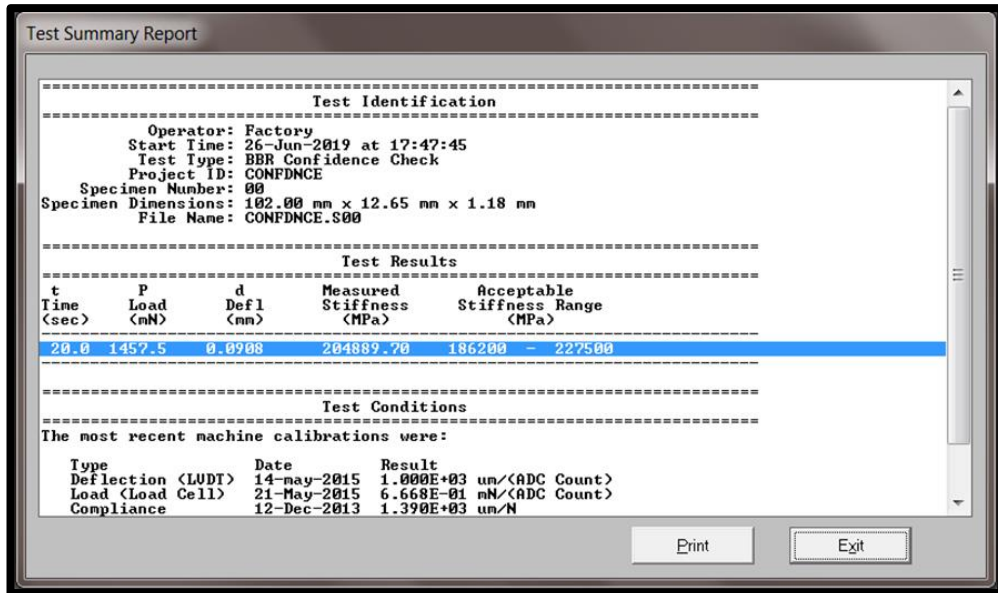 Test Summary Report
================================================================================
Test Identification
================================================================================
Operator: Factory
Start Time: 26-Jun-2019 at 17:47:45
Test Type: BBR Confidence Check
Project ID: CONFDNCE
Specimen Number: 00
Specimen Dimensions: 102.00 mm x 12.65 mm x 1.18 mm
File Name: CONFDNCE.S00
================================================================================
Test Results
================================================================================
t P d Measured Acceptable
Time Load Defl Stiffness Stiffness Range
(sec) (mN) (mm) (MPa) (MPa)
--------------------------------------------------------------------------------
20.0 1457.5 0.0908 204889.70 186200 - 227500
--------------------------------------------------------------------------------
================================================================================
Test Conditions
================================================================================
The most recent machine calibrations were:
Type Date Result
Deflection (LVDT) 14-may-2015 1.000E+03 um/(ADC Count)
Load (Load Cell) 21-May-2015 6.668E-01 mN/(ADC Count)
Compliance 12-Dec-2013 1.390E+03 um/N
Print Exit